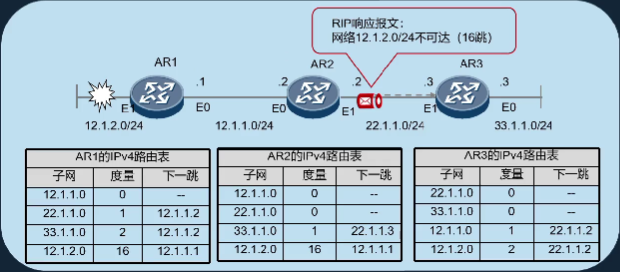 RIP响应报文:
网络12.1.2.0/24不可达（16跳）
AR1
AR2
AR3
.1
.2
.2
.3
.3
E1
E0
E0
E1
E1
E0
12.1.2.0/24
12.1.1.0/24
22.1.1.0/24
33.1.1.0/24
AR1的IPv4路由表
子网 度量 下一跳
12.1.1.0 0 --
22.1.1.0 1 12.1.1.2
33.1.1.0 2 12.1.1.2
12.1.2.0 16 12.1.1.1
AR2的IPv4路由表
子网 度量 下一跳
12.1.1.0 0 --
22.1.1.0 0 --
33.1.1.0 1 22.1.1.3
12.1.2.0 16 12.1.1.1
AR3的IPv4路由表
子网 度量 下一跳
22.1.1.0 0 --
33.1.1.0 0 --
12.1.1.0 1 22.1.1.2
12.1.2.0 2 22.1.1.2